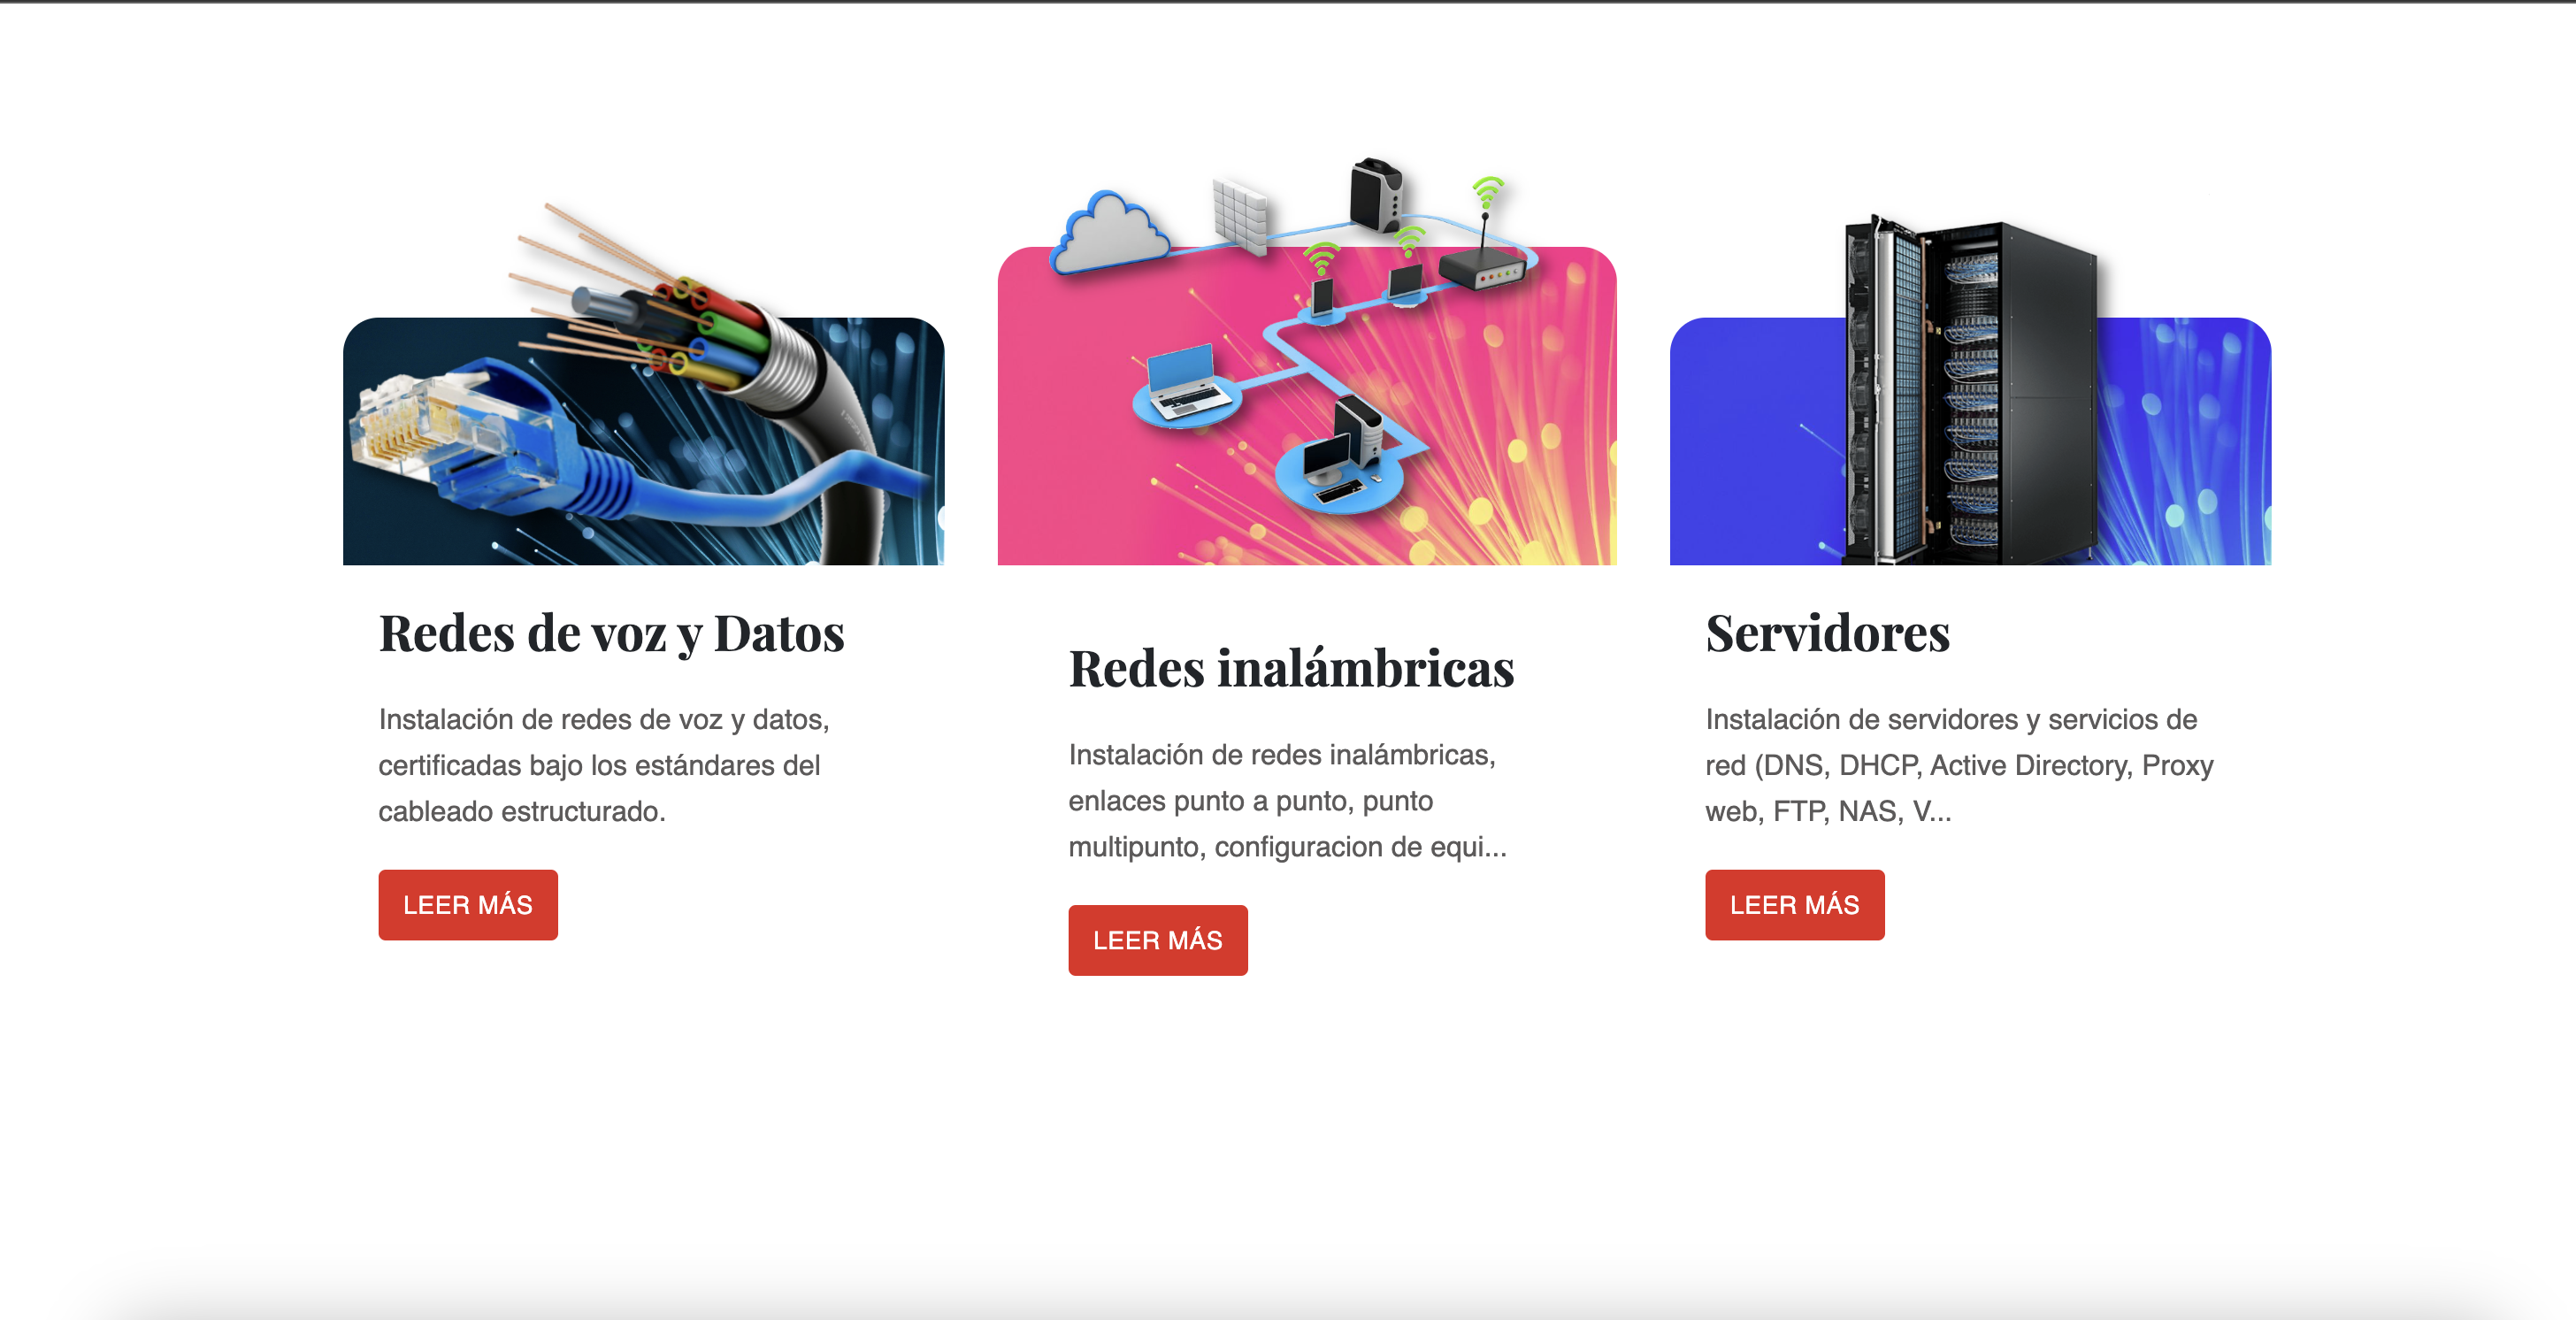 Redes de voz y Datos
Instalación de redes de voz y datos,
certificadas bajo los estándares del
cableado estructurado.
LEER MÁS
Redes inalámbricas
Instalación de redes inalámbricas,
enlaces punto a punto, punto
multipunto, configuracion de equi...
LEER MÁS
Servidores
Instalación de servidores y servicios de
red (DNS, DHCP, Active Directory, Proxy
web, FTP, NAS, V...
LEER MÁS